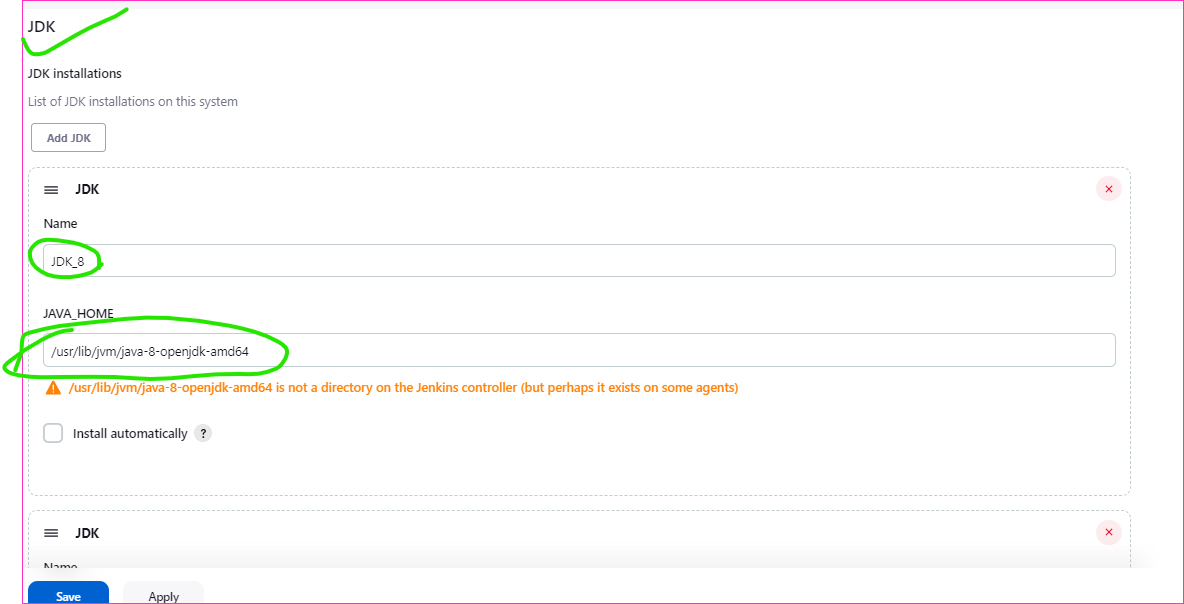 JDK
JDK installations
List of JDK installations on this system
Add JDK
JDK
Name
JDK_8
JAVA_HOME
/usr/lib/jvm/java-8-openjdk-amd64
/usr/lib/jvm/java-8-openjdk-amd64 is not a directory on the Jenkins controller (but perhaps it exists on some agents)
Install automatically ?
JDK
Name
Save Apply